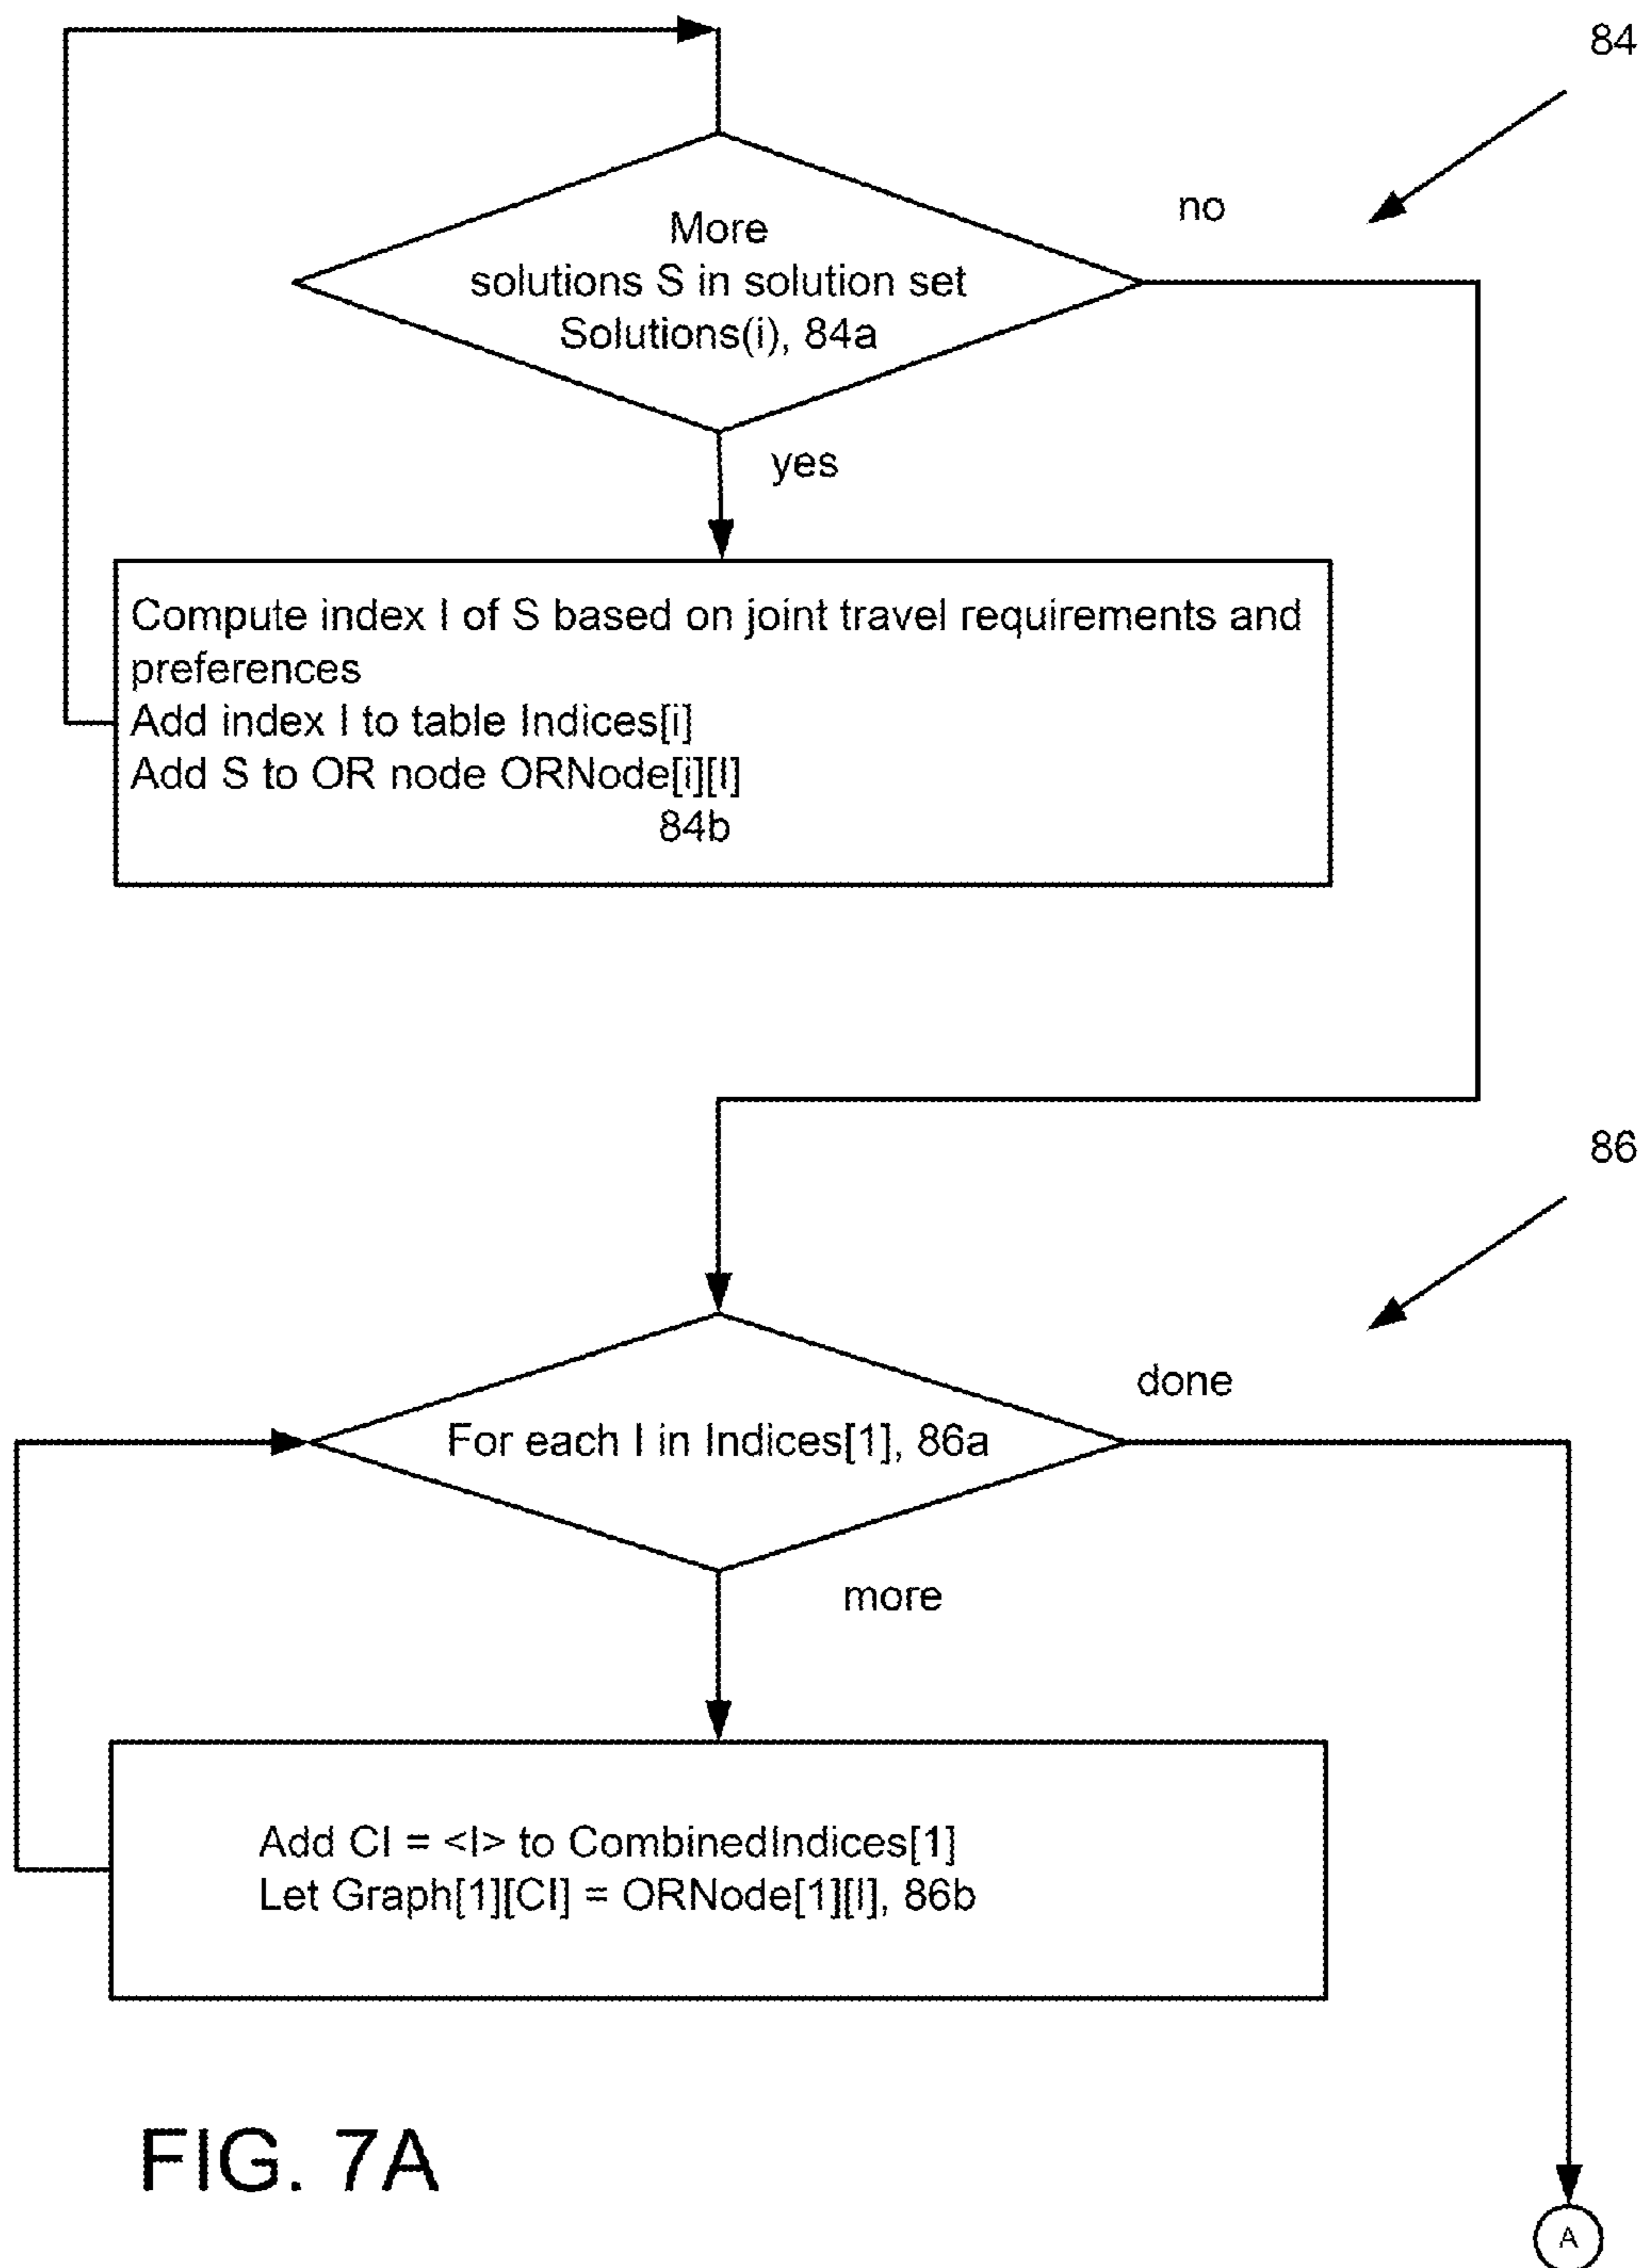 84
More
solutions S in solution set
Solutions(i), 84a
no
yes
Compute index I of S based on joint travel requirements and
preferences
Add index I to table Indices[i]
Add S to OR node ORNode[i][I]
84b
86
For each I in Indices[1], 86a
done
more
Add CI = <I> to CombinedIndices[1]
Let Graph[1][CI] = ORNode[1][I], 86b
FIG. 7A
A